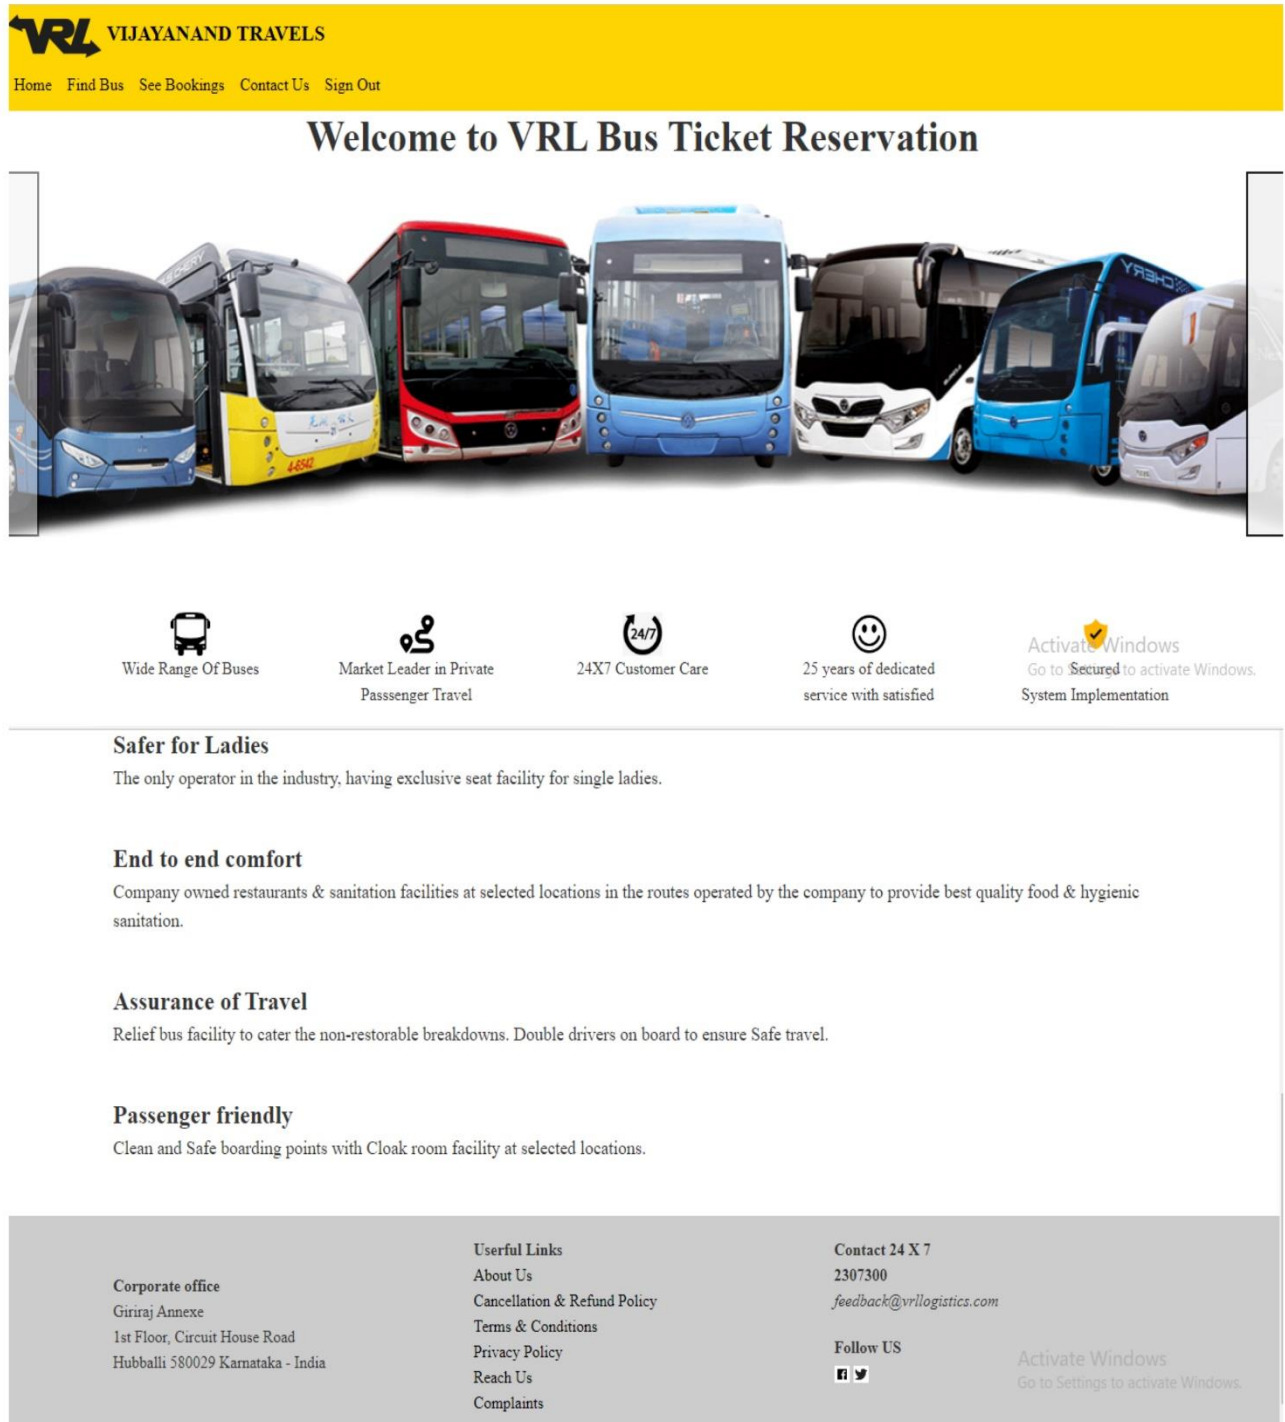 VRL VIJAYANAND TRAVELS
Home Find Bus See Bookings Contact Us Sign Out
Welcome to VRL Bus Ticket Reservation
CHERY
CHERY
4-6542
24/7
Wide Range Of Buses
Market Leader in Private
Passsenger Travel
24X7 Customer Care
25 years of dedicated
service with satisfied
Secured
System Implementation
Activate Windows
Go to Settings to activate Windows.
Safer for Ladies
The only operator in the industry, having exclusive seat facility for single ladies.
End to end comfort
Company owned restaurants & sanitation facilities at selected locations in the routes operated by the company to provide best quality food & hygienic
sanitation.
Assurance of Travel
Relief bus facility to cater the non-restorable breakdowns. Double drivers on board to ensure Safe travel.
Passenger friendly
Clean and Safe boarding points with Cloak room facility at selected locations.
Corporate office
Giriraj Annexe
1st Floor, Circuit House Road
Hubballi 580029 Karnataka - India
Userful Links
About Us
Cancellation & Refund Policy
Terms & Conditions
Privacy Policy
Reach Us
Complaints
Contact 24 X 7
2307300
feedback@vrllogistics.com
Follow US
Activate Windows
Go to Settings to activate Windows.